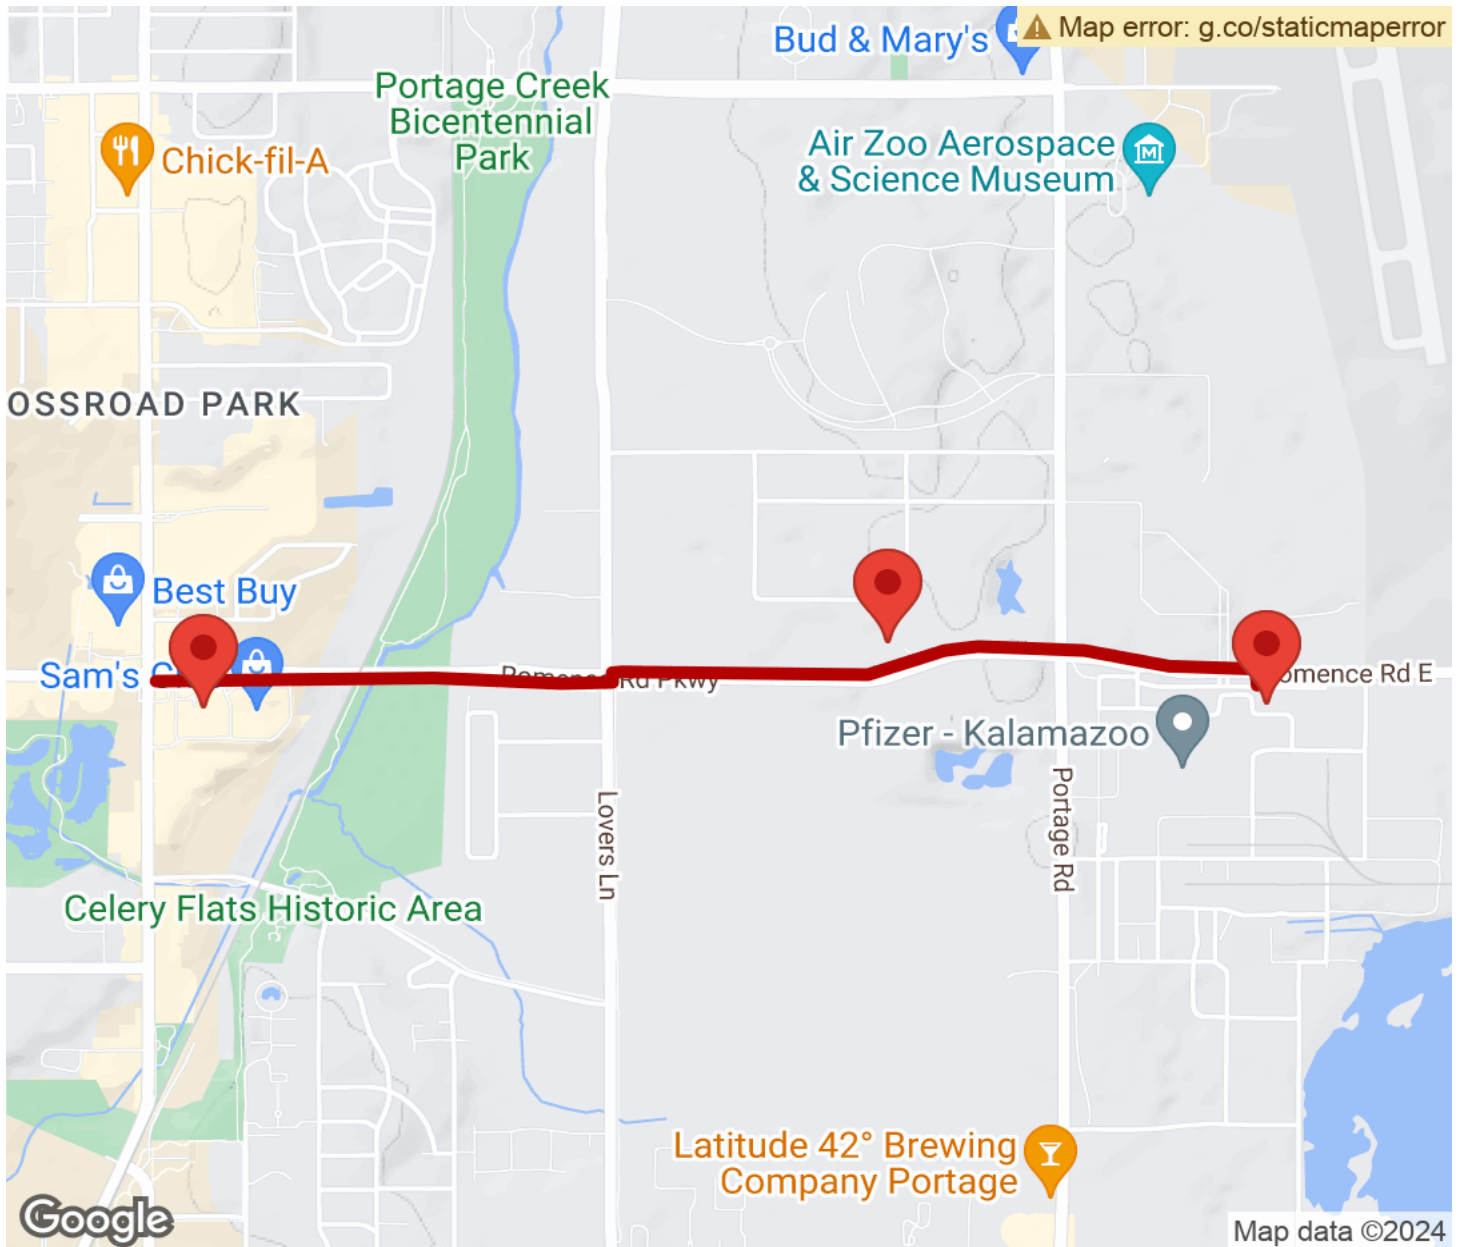 Bud & Mary's
Map error: g.co/staticmaperror
Portage Creek
Bicentennial
Park
Chick-fil-A
Air Zoo Aerospace
& Science Museum
OSSROAD PARK
Best Buy
Sam's
Romence Rd Pkwy
omence Rd E
Pfizer - Kalamazoo
Portage Rd
Lovers Ln
Celery Flats Historic Area
Latitude 42° Brewing
Company Portage
Google
Map data ©2024